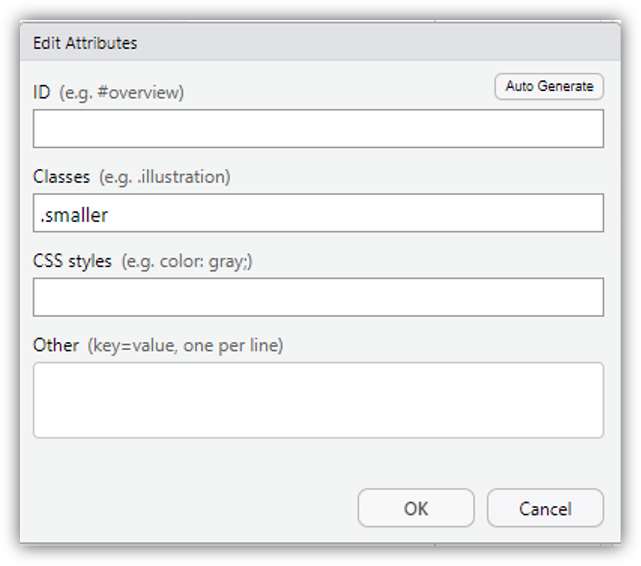 Edit Attributes
ID (e.g. #overview)
Auto Generate
Classes (e.g. .illustration)
.smaller
CSS styles (e.g. color: gray;)
Other (key=value, one per line)
OK
Cancel